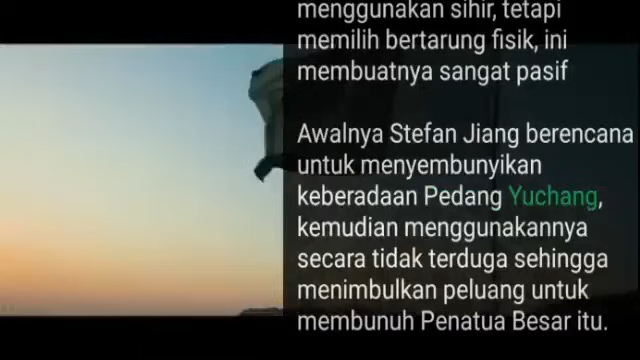 menggunakan sihir, tetapi
memilih bertarung fisik, ini
membuatnya sangat pasif
Awalnya Stefan Jiang berencana
untuk menyembunyikan
keberadaan Pedang Yuchang,
kemudian menggunakannya
secara tidak terduga sehingga
menimbulkan peluang untuk
membunuh Penatua Besar itu.